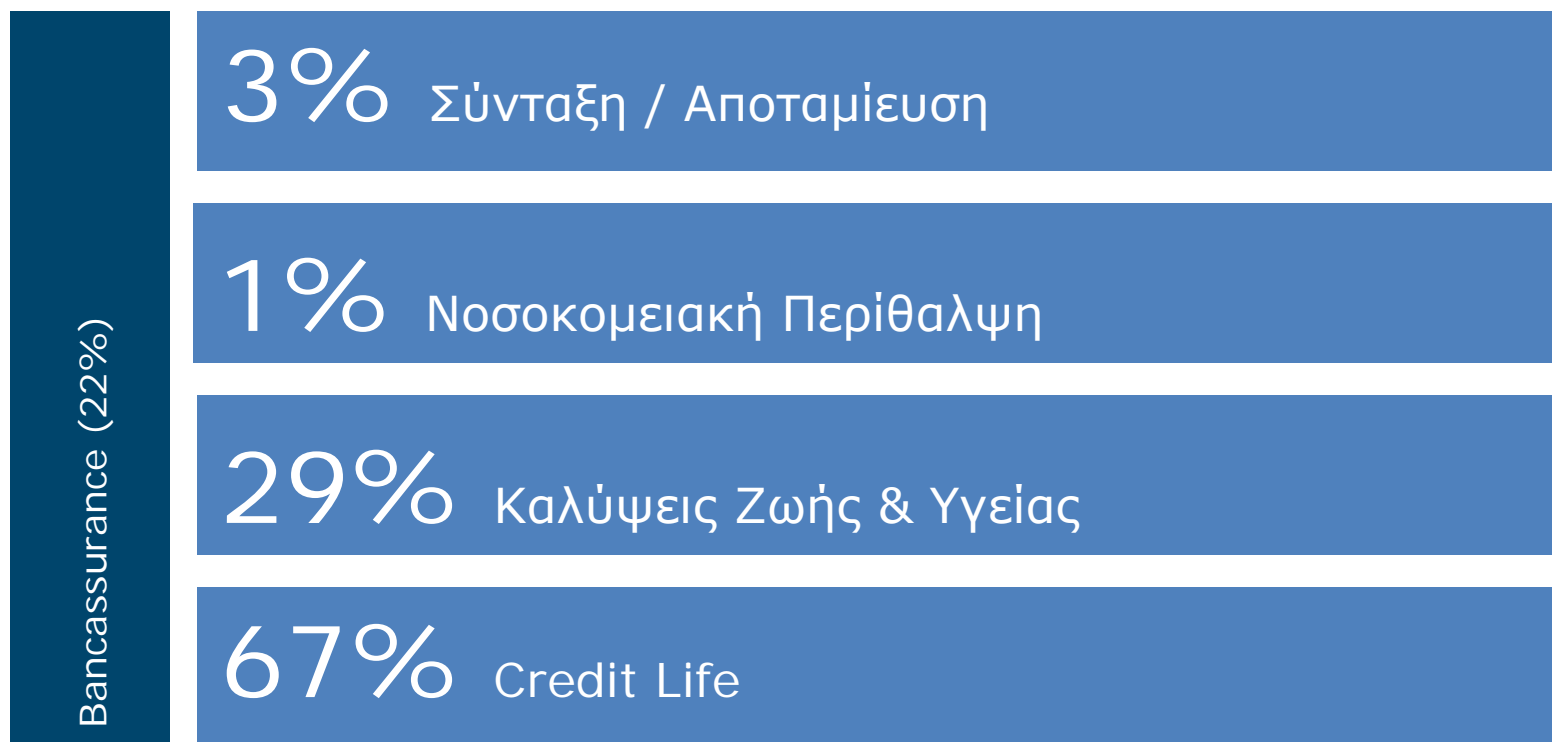 Bancassurance (22%)
3% Σύνταξη / Αποταμίευση
1% Νοσοκομειακή Περίθαλψη
29% Καλύψεις Ζωής & Υγείας
67% Credit Life